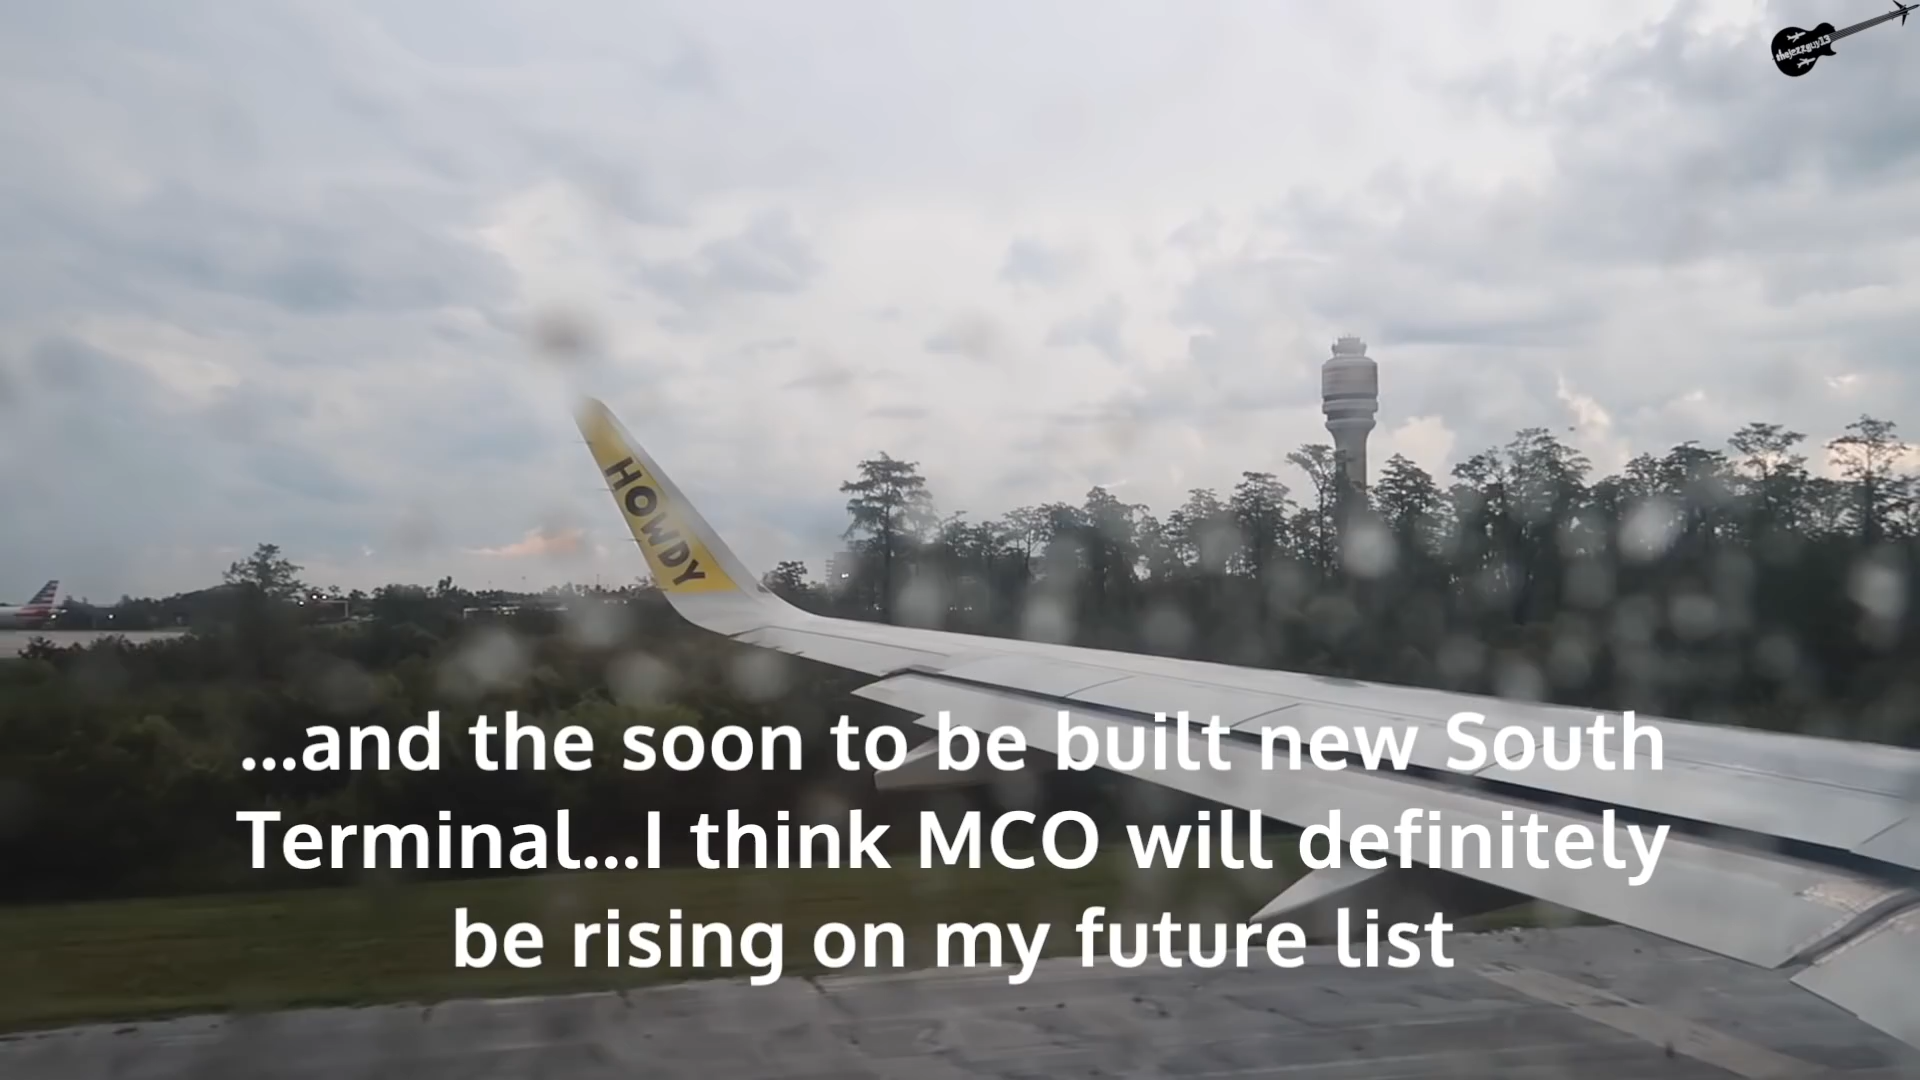 thejazzguy13
HOWDY
...and the soon to be built new South
Terminal...I think MCO will definitely
be rising on my future list